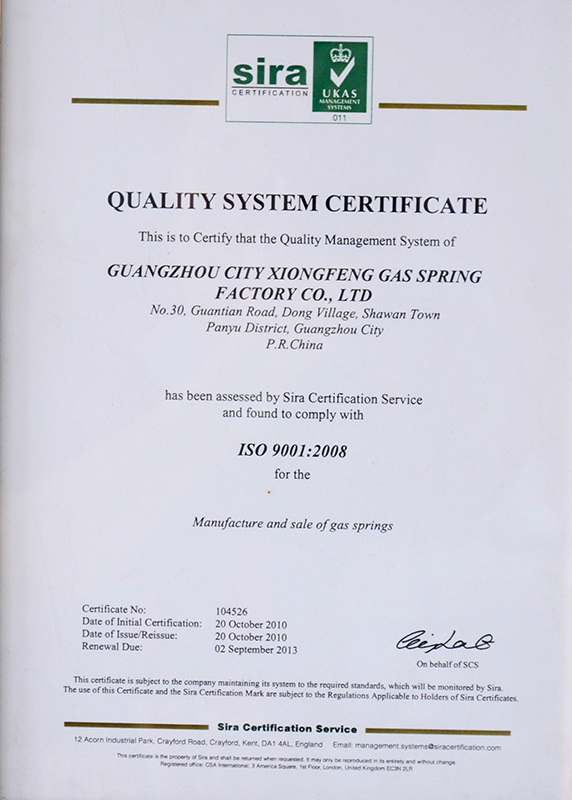 sira
CERTIFICATION
UKAS
MANAGEMENT
SYSTEMS
011
QUALITY SYSTEM CERTIFICATE
This is to Certify that the Quality Management System of
GUANGZHOU CITY XIONGFENG GAS SPRING
FACTORY CO., LTD
No.30, Guantian Road, Dong Village, Shawan Town
Panyu District, Guangzhou City
P.R.China
has been assessed by Sira Certification Service
and found to comply with
ISO 9001:2008
for the
Manufacture and sale of gas springs
Certificate No: 104526
Date of Initial Certification: 20 October 2010
Date of Issue/Reissue: 20 October 2010
Renewal Due: 02 September 2013
On behalf of SCS
This certificate is subject to the company maintaining its system to the required standards, which will be monitored by Sira.
The use of this Certificate and the Sira Certification Mark are subject to the Regulations Applicable to Holders of Sira Certificates.
Sira Certification Service
12 Acorn Industrial Park, Crayford Road, Crayford, Kent, DA1 4AL, England Email: management.systems@siracertification.com
This certificate is the property of Sira and shall be returned when requested. It may only be reproduced in its entirety and without change.
Registered office: CSA International, 3 America Square, 1st Floor, London, United Kingdom EC3N 2LR